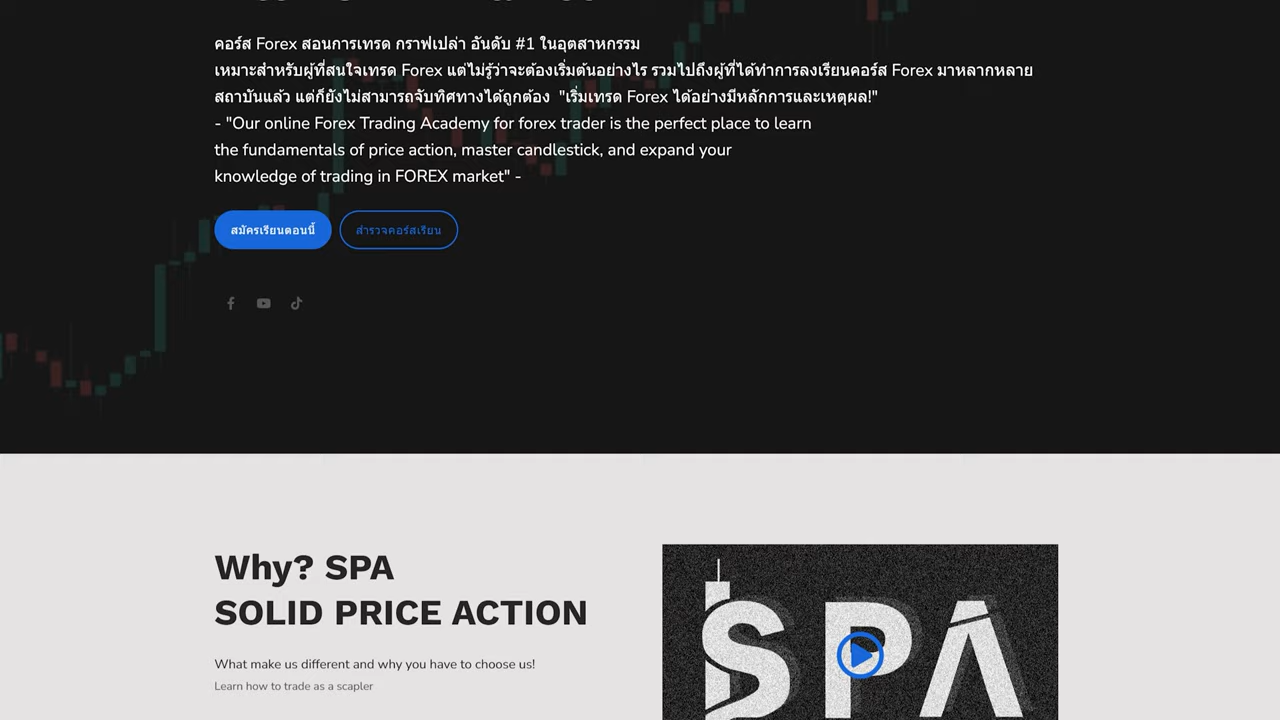 คอร์ส Forex สอนการเทรด กราฟเปล่า อันดับ #1 ในอุตสาหกรรม
เหมาะสำหรับผู้ที่สนใจเทรด Forex แต่ไม่รู้ว่าจะต้องเริ่มต้นอย่างไร รวมไปถึงผู้ที่ได้ทำการลงเรียนคอร์ส Forex มาหลากหลาย
สถาบันแล้ว แต่ก็ยังไม่สามารถจับทิศทางได้ถูกต้อง "เริ่มเทรด Forex ได้อย่างมีหลักการและเหตุผล!"
- "Our online Forex Trading Academy for forex trader is the perfect place to learn
the fundamentals of price action, master candlestick, and expand your
knowledge of trading in FOREX market" -
สมัครเรียนตอนนี้ สำรวจคอร์สเรียน
Why? SPA
SOLID PRICE ACTION
What make us different and why you have to choose us!
Learn how to trade as a scapler
SPA